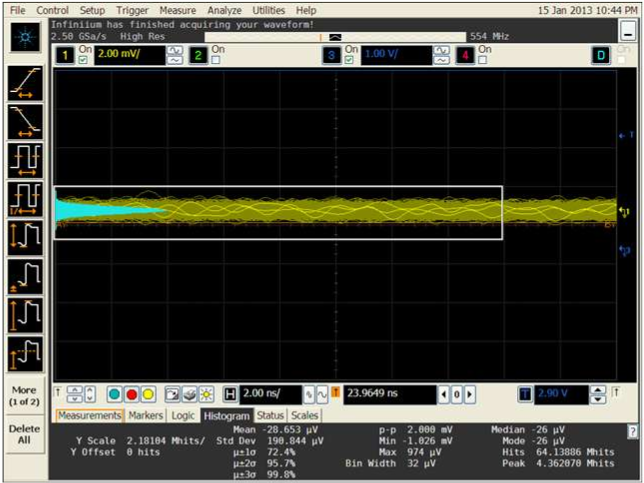 File Control Setup Trigger Measure Analyze Utilities Help 15 Jan 2013 10:44 PM
Infiniium has finished acquiring your waveform!
2.50 GSa/s High Res 554 MHz
1 On 2.00 mV/ 2 On 3 On 1.00 V/ 4 On D On
T
1
3
More
(1 of 2)
Delete
All
H 2.00 ns/ 23.9649 ns 0 T 2.90 V
Measurements Markers Logic Histogram Status Scales
Mean -28.653 µV p-p 2.000 mV Median -26 µV
Y Scale 2.18104 Mhits/ Std Dev 190.844 µV Min -1.026 mV Mode -26 µV
Y Offset 0 hits µ±1σ 72.4% Max 974 µV Hits 64.13886 Mhits
µ±2σ 95.7% Bin Width 32 µV Peak 4.362070 Mhits
µ±3σ 99.8%